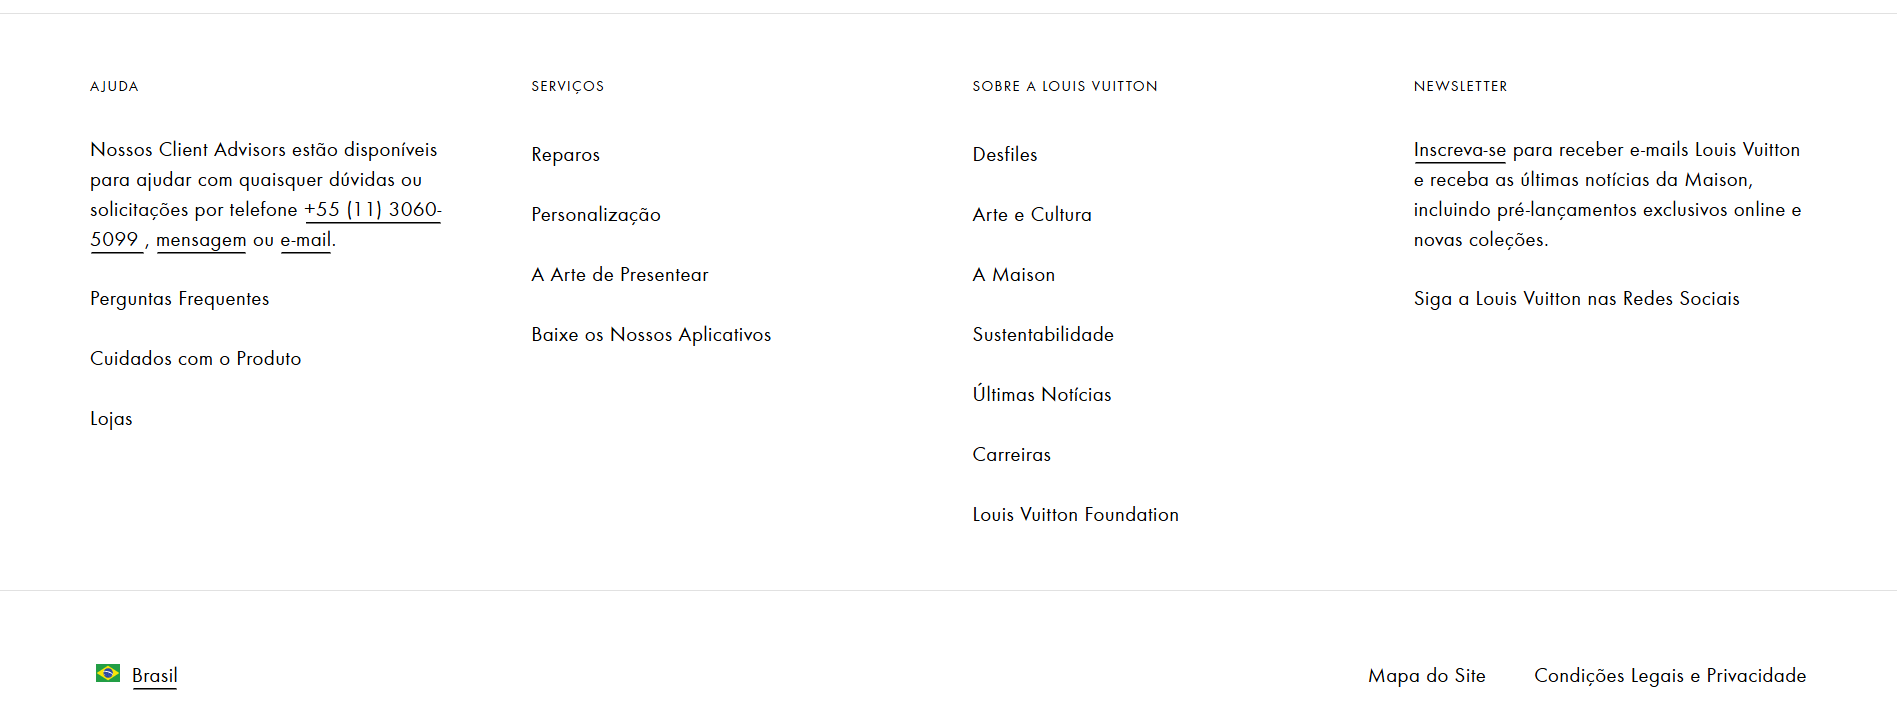 AJUDA
Nossos Client Advisors estão disponíveis
para ajudar com quaisquer dúvidas ou
solicitações por telefone +55 (11) 3060-
5099 , mensagem ou e-mail.
Perguntas Frequentes
Cuidados com o Produto
Lojas
SERVIÇOS
Reparos
Personalização
A Arte de Presentear
Baixe os Nossos Aplicativos
SOBRE A LOUIS VUITTON
Desfiles
Arte e Cultura
A Maison
Sustentabilidade
Últimas Notícias
Carreiras
Louis Vuitton Foundation
NEWSLETTER
Inscreva-se para receber e-mails Louis Vuitton
e receba as últimas notícias da Maison,
incluindo pré-lançamentos exclusivos online e
novas coleções.
Siga a Louis Vuitton nas Redes Sociais
Brasil
Mapa do Site
Condições Legais e Privacidade